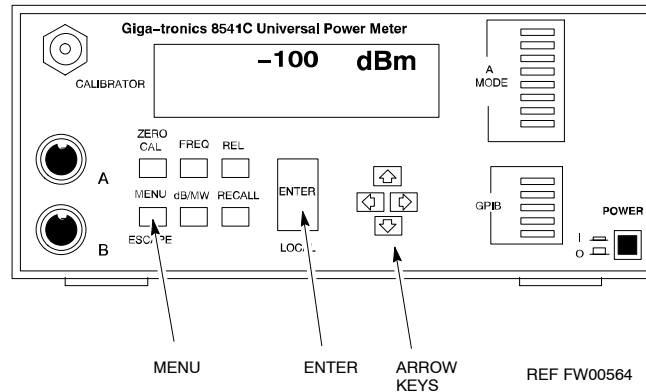 Giga–tronics 8541C Universal Power Meter
–100 dBm
CALIBRATOR
A
MODE
ZERO
CAL
FREQ
REL
A
MENU
dB/MW
RECALL
ENTER
GPIB
POWER
B
ESCAPE
LOCAL
I
O
MENU
ENTER
ARROW
KEYS
REF FW00564